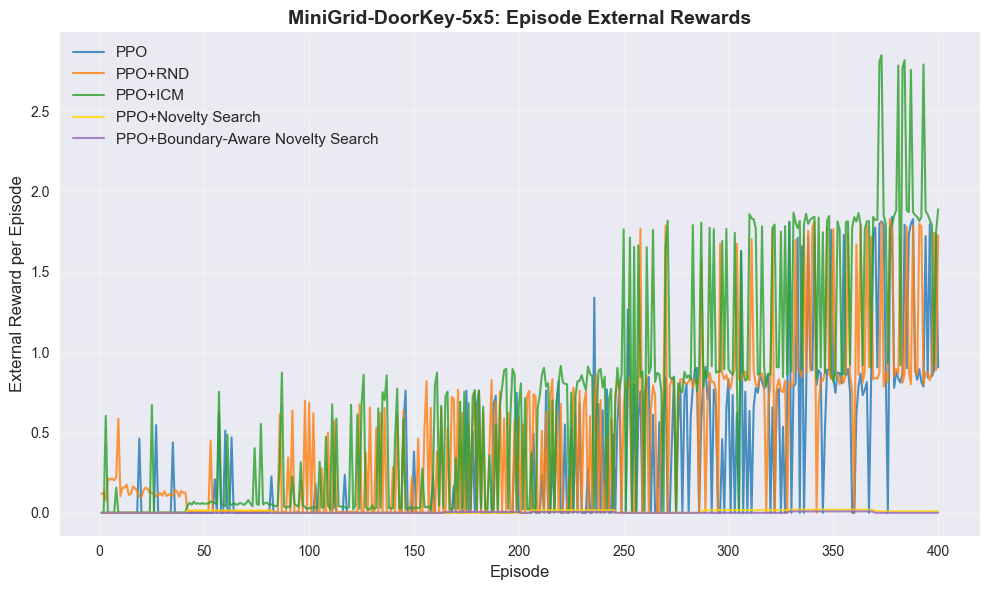 MiniGrid-DoorKey-5x5: Episode External Rewards
PPO
PPO+RND
PPO+ICM
PPO+Novelty Search
PPO+Boundary-Aware Novelty Search
External Reward per Episode
2.5
2.0
1.5
1.0
0.5
0.0
0 50 100 150 200 250 300 350 400
Episode